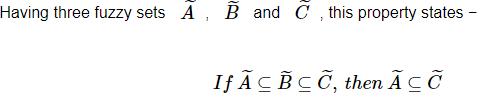 Having three fuzzy sets Ã , B̃ and C̃ , this property states −
If Ã ⊆ B̃ ⊆ C̃, then Ã ⊆ C̃